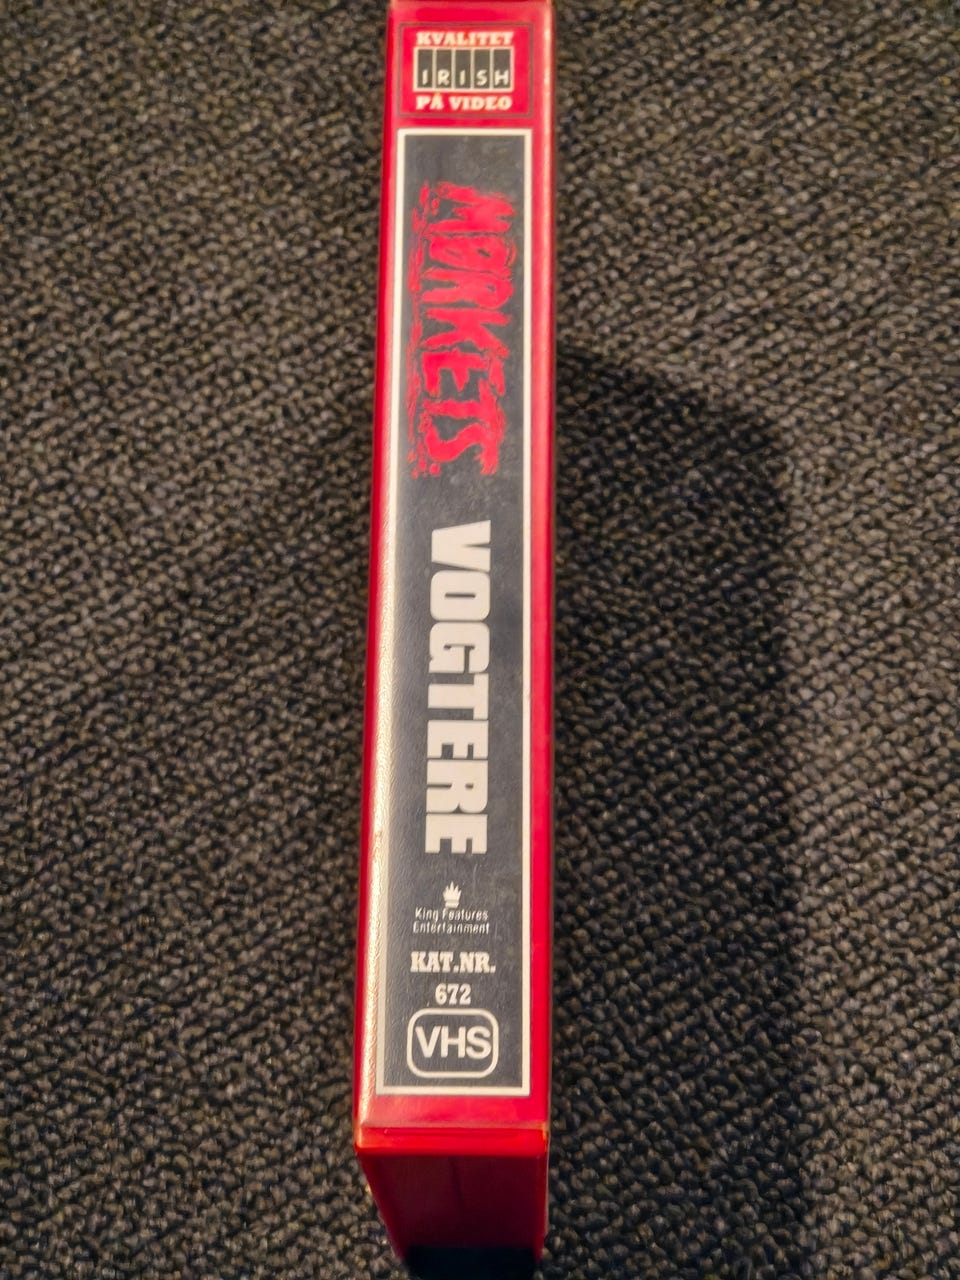 KVALITET
IRISH
PÅ VIDEO
MØRKETS
VOGTERE
King Features
Entertainment
KAT.NR.
672
VHS